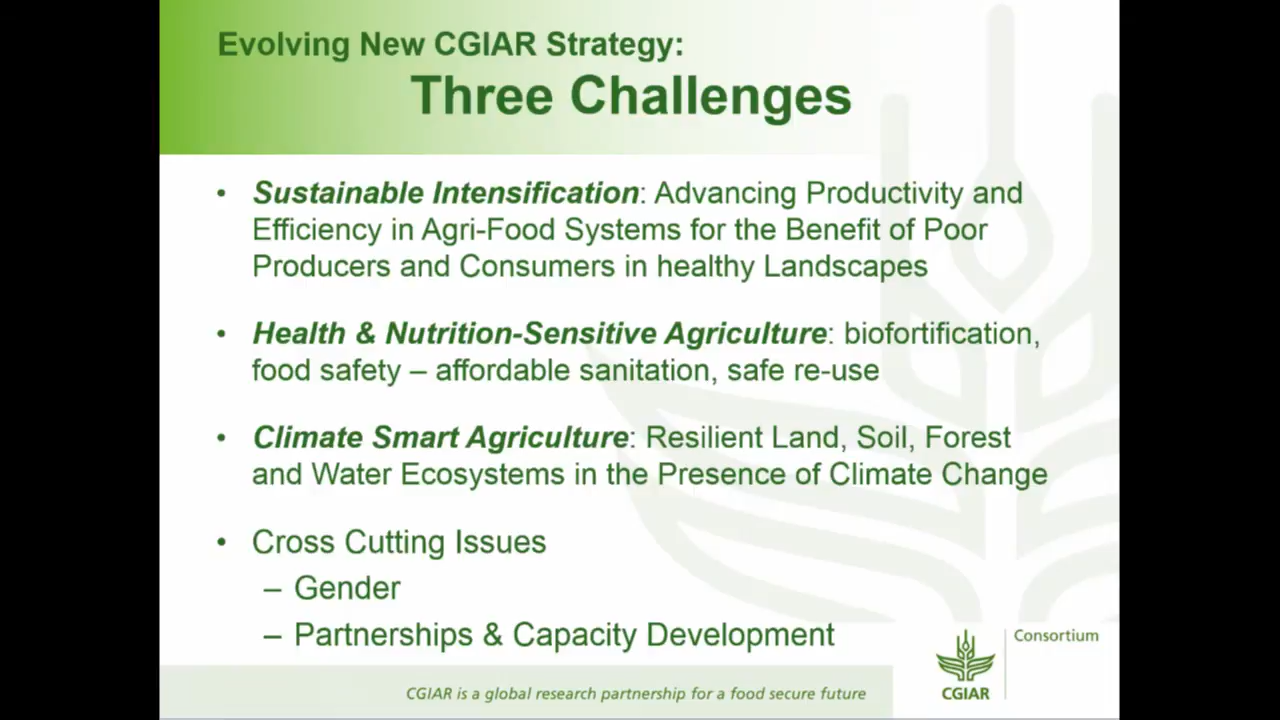 Evolving New CGIAR Strategy:
Three Challenges
• Sustainable Intensification: Advancing Productivity and
Efficiency in Agri-Food Systems for the Benefit of Poor
Producers and Consumers in healthy Landscapes
• Health & Nutrition-Sensitive Agriculture: biofortification,
food safety – affordable sanitation, safe re-use
• Climate Smart Agriculture: Resilient Land, Soil, Forest
and Water Ecosystems in the Presence of Climate Change
• Cross Cutting Issues
– Gender
– Partnerships & Capacity Development
Consortium
CGIAR
CGIAR is a global research partnership for a food secure future